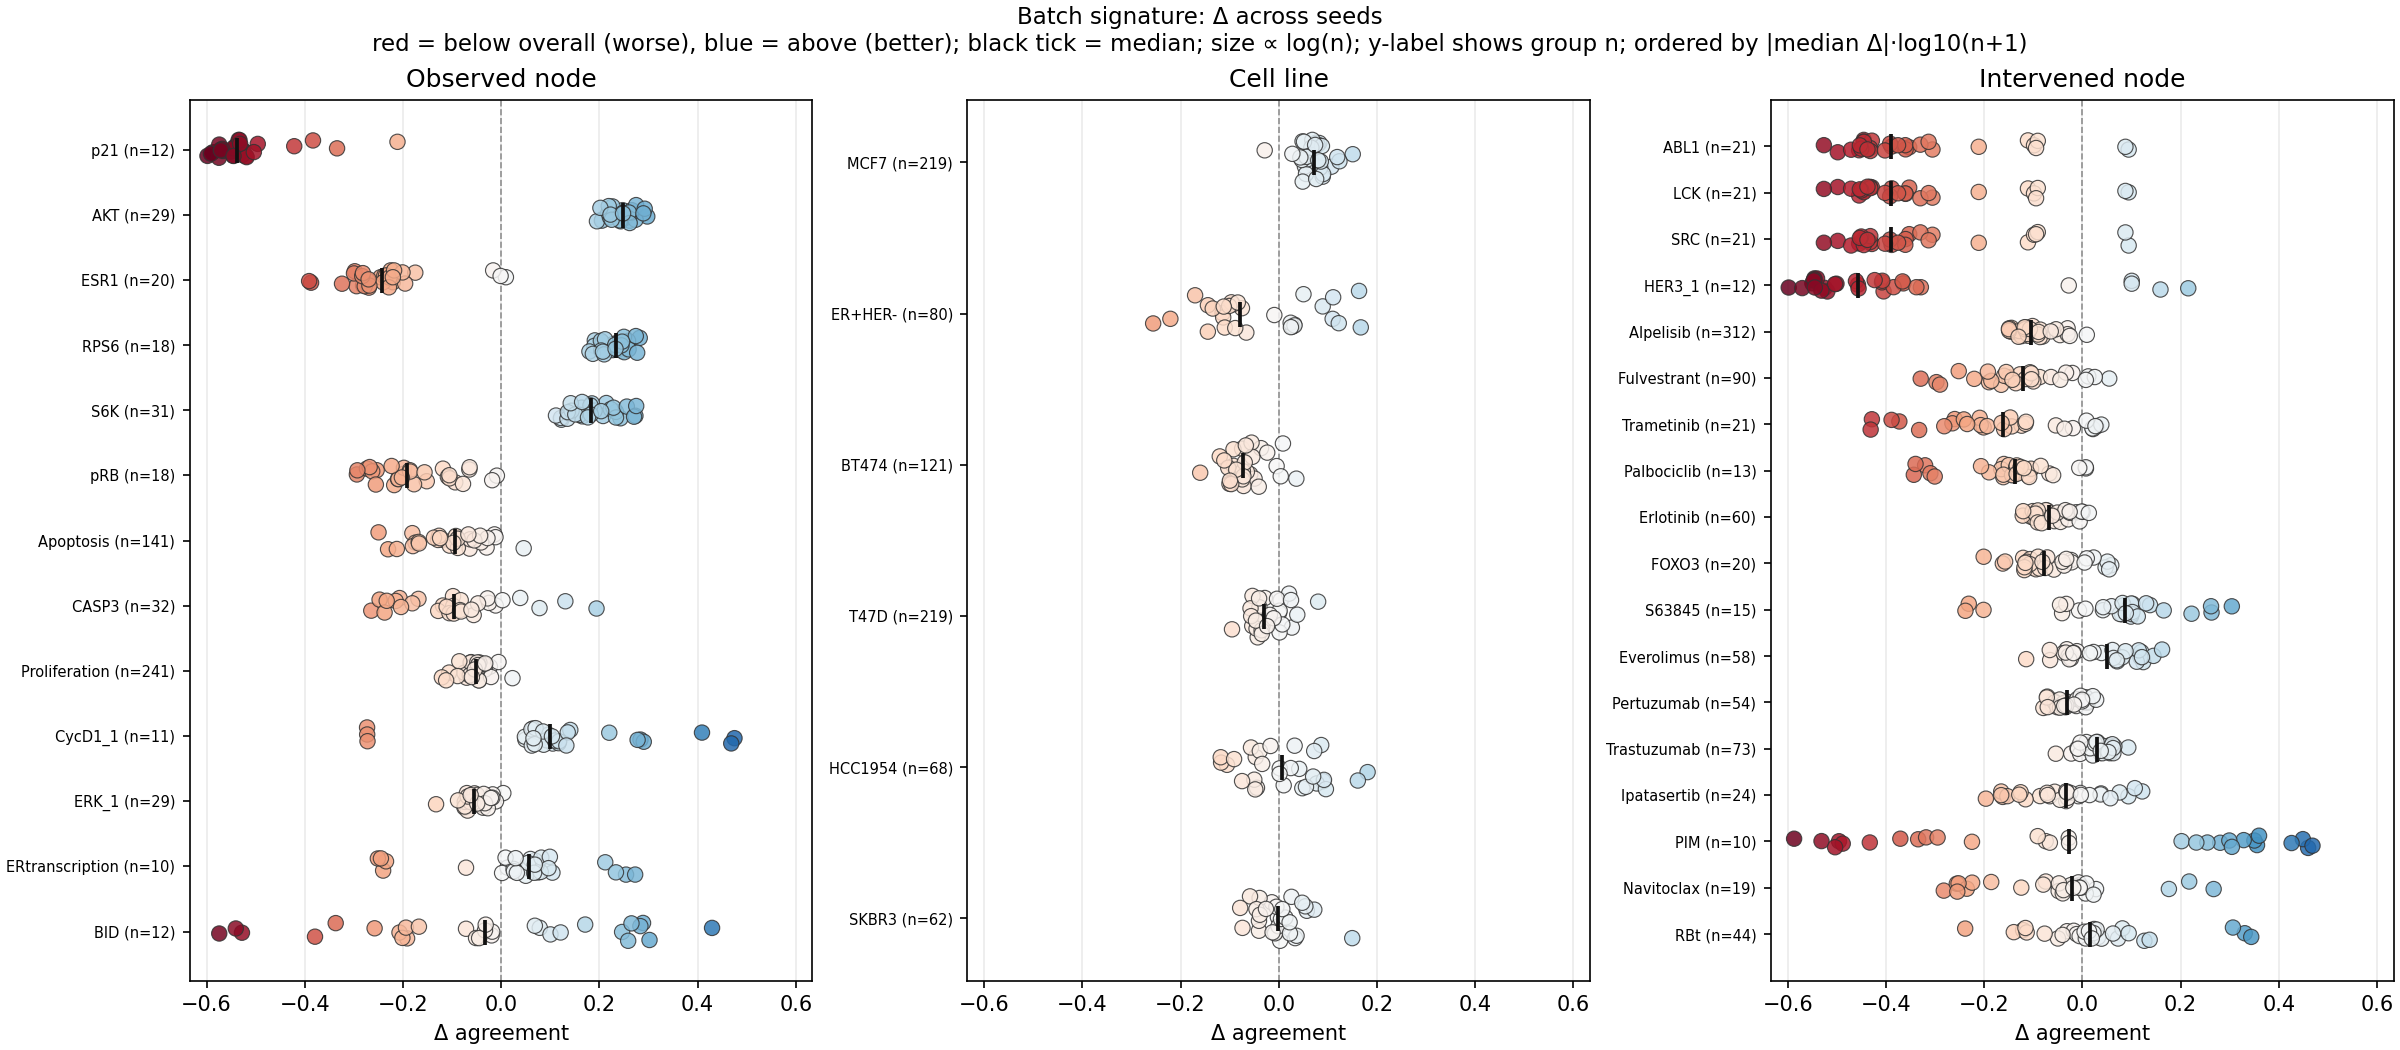 Batch signature: Δ across seeds
red = below overall (worse), blue = above (better); black tick = median; size ∝ log(n); y-label shows group n; ordered by |median Δ|·log10(n+1)
Observed node
p21 (n=12)
AKT (n=29)
ESR1 (n=20)
RPS6 (n=18)
S6K (n=31)
pRB (n=18)
Apoptosis (n=141)
CASP3 (n=32)
Proliferation (n=241)
CycD1_1 (n=11)
ERK_1 (n=29)
ERtranscription (n=10)
BID (n=12)
−0.6 −0.4 −0.2 0.0 0.2 0.4 0.6
Δ agreement
Cell line
MCF7 (n=219)
ER+HER- (n=80)
BT474 (n=121)
T47D (n=219)
HCC1954 (n=68)
SKBR3 (n=62)
−0.6 −0.4 −0.2 0.0 0.2 0.4 0.6
Δ agreement
Intervened node
ABL1 (n=21)
LCK (n=21)
SRC (n=21)
HER3_1 (n=12)
Alpelisib (n=312)
Fulvestrant (n=90)
Trametinib (n=21)
Palbociclib (n=13)
Erlotinib (n=60)
FOXO3 (n=20)
S63845 (n=15)
Everolimus (n=58)
Pertuzumab (n=54)
Trastuzumab (n=73)
Ipatasertib (n=24)
PIM (n=10)
Navitoclax (n=19)
RBt (n=44)
−0.6 −0.4 −0.2 0.0 0.2 0.4 0.6
Δ agreement